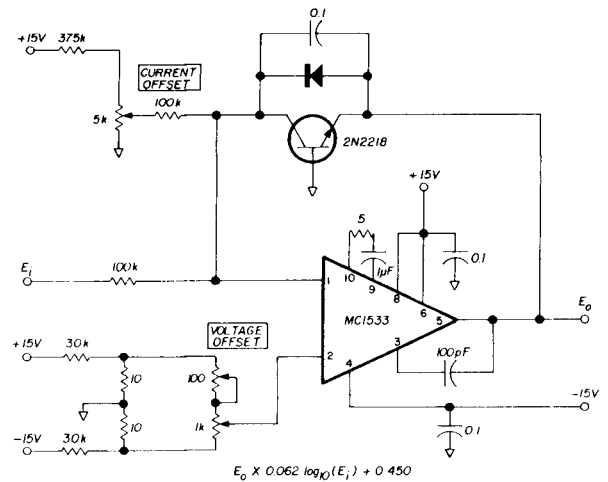 0.1
+15V
375k
CURRENT
OFFSET
5k
100k
2N2218
+15V
5
1µF
0.1
Ei
100k
1
10
9
8
6
MC1533
5
Eo
VOLTAGE
OFFSET
+15V
30k
2
3
4
100pF
10
100
-15V
10
1k
0.1
-15V
30k
Eo X 0.062 log10(Ei) + 0 450